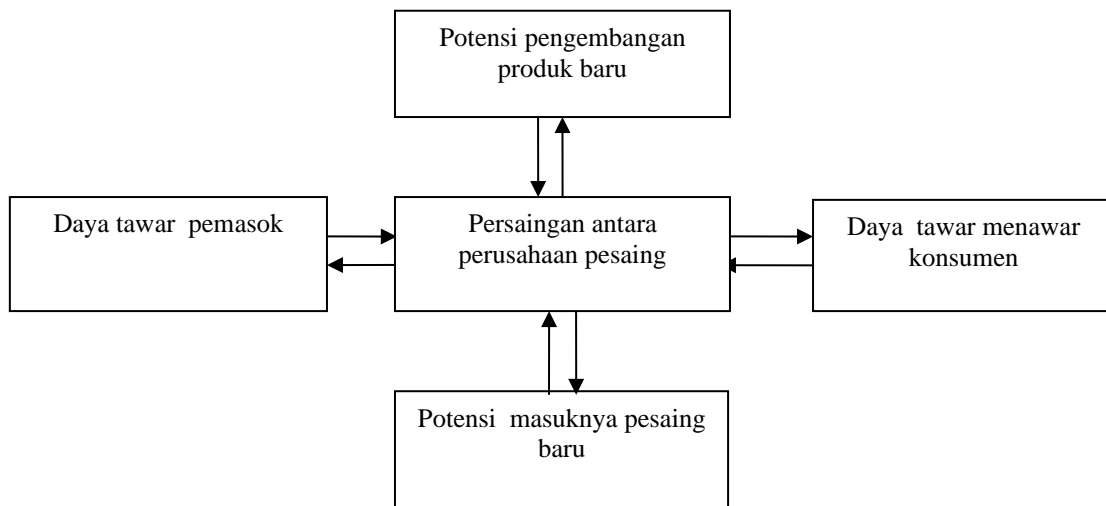 Potensi pengembangan
produk baru
Daya tawar  pemasok
Persaingan antara
perusahaan pesaing
Daya  tawar menawar
konsumen
Potensi  masuknya pesaing
baru